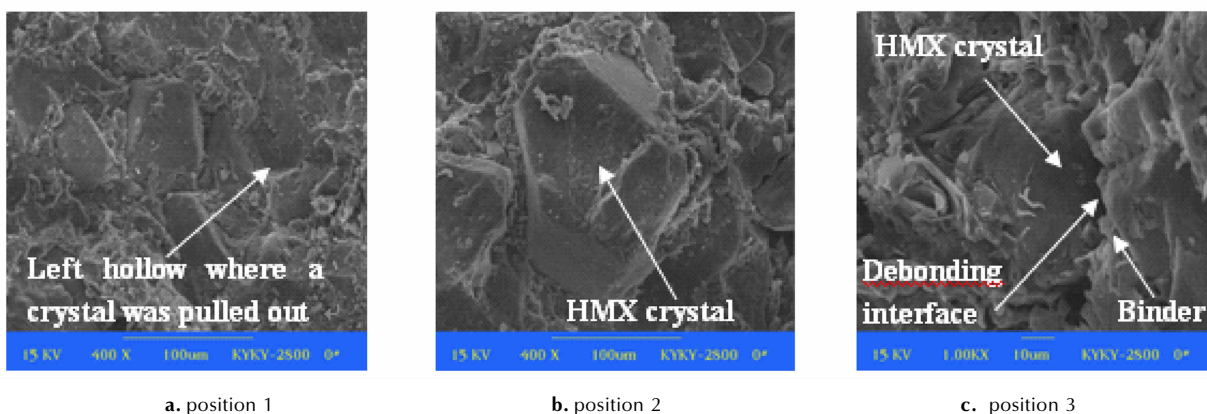 Left hollow where a
crystal was pulled out
15 KV 400 X 100um KYKY-2800 0#
HMX crystal
15 KV 400 X 100um KYKY-2800 0#
HMX crystal
Debonding
interface
Binder
15 KV 1.00KX 10um KYKY-2800 0#
a. position 1
b. position 2
c. position 3